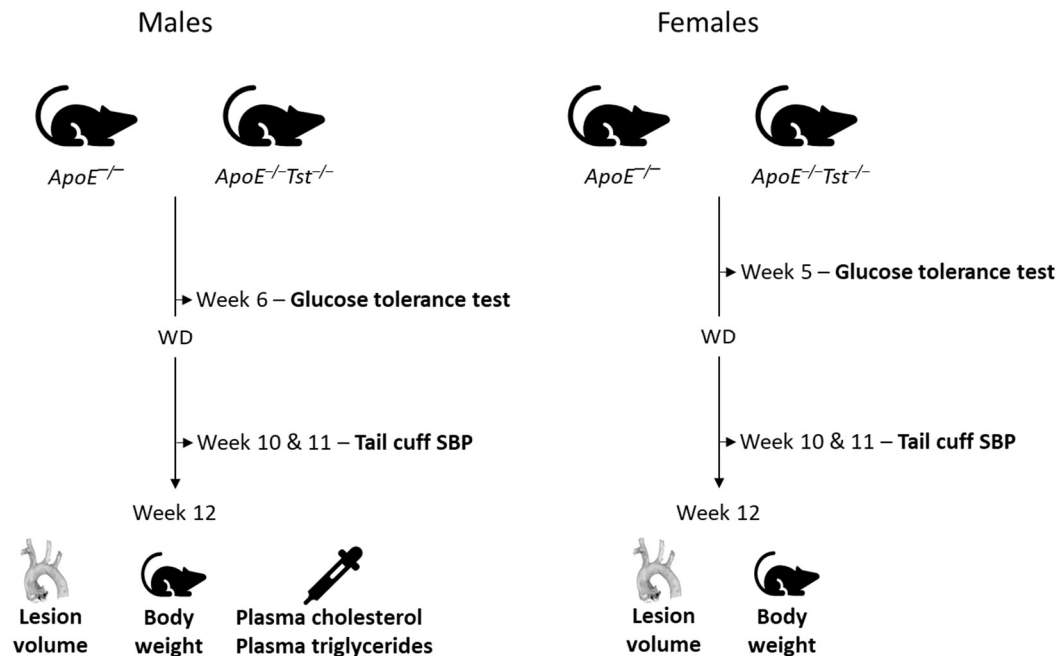 Males
ApoE–/–
ApoE–/–Tst–/–
Week 6 – Glucose tolerance test
WD
Week 10 & 11 – Tail cuff SBP
Week 12
Lesion
volume
Body
weight
Plasma cholesterol
Plasma triglycerides
Females
ApoE–/–
ApoE–/–Tst–/–
Week 5 – Glucose tolerance test
WD
Week 10 & 11 – Tail cuff SBP
Week 12
Lesion
volume
Body
weight